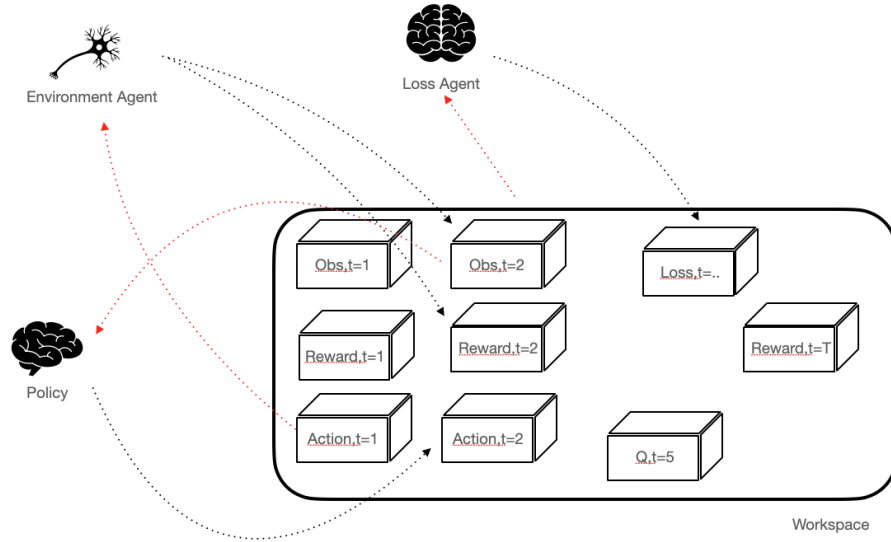 Environment Agent
Loss Agent
Obs,t=1
Obs,t=2
Loss,t=..
Reward,t=1
Reward,t=2
Reward,t=T
Policy
Action,t=1
Action,t=2
Q,t=5
Workspace